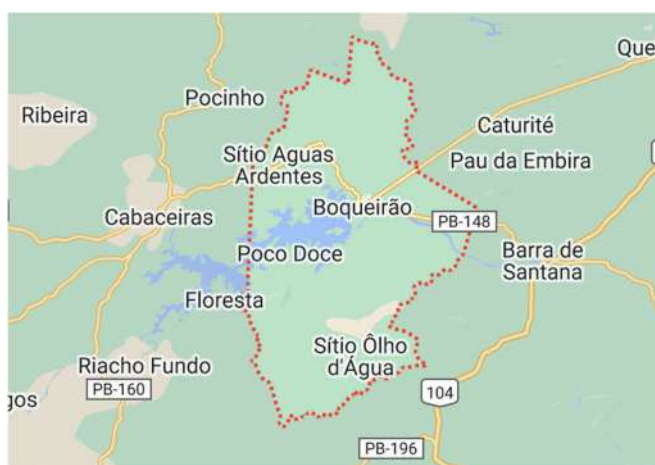 Que
Pocinho
Ribeira
Caturité
Sítio Aguas
Ardentes
Pau da Embira
Cabaceiras
Boqueirão
PB-148
Poco Doce
Barra de
Santana
Floresta
Sítio Ôlho
d'Água
Riacho Fundo
PB-160
104
gos
PB-196